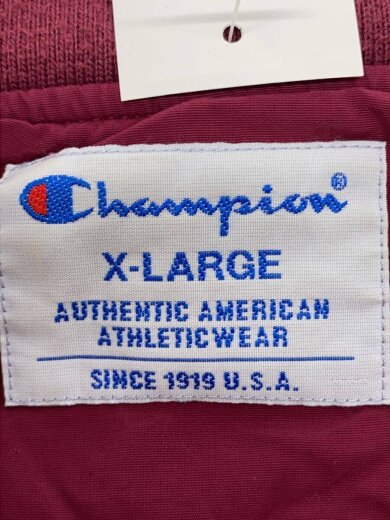 Champion®
X-LARGE
AUTHENTIC AMERICAN
ATHLETICWEAR
SINCE 1919 U.S.A.